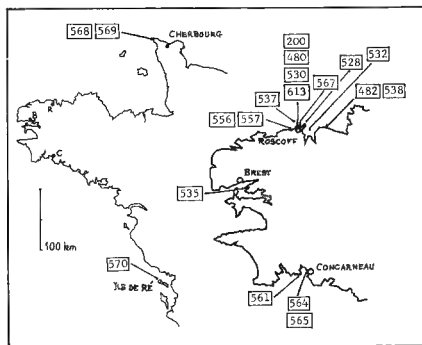 568 569
CHERBOURG
200
480
530
613
567
528
532
537
482 538
556 557
ROSCOFF
R
B
BREST
535
C
100 km
570
ÎLE DE RÉ
CONCARNEAU
561
564
565